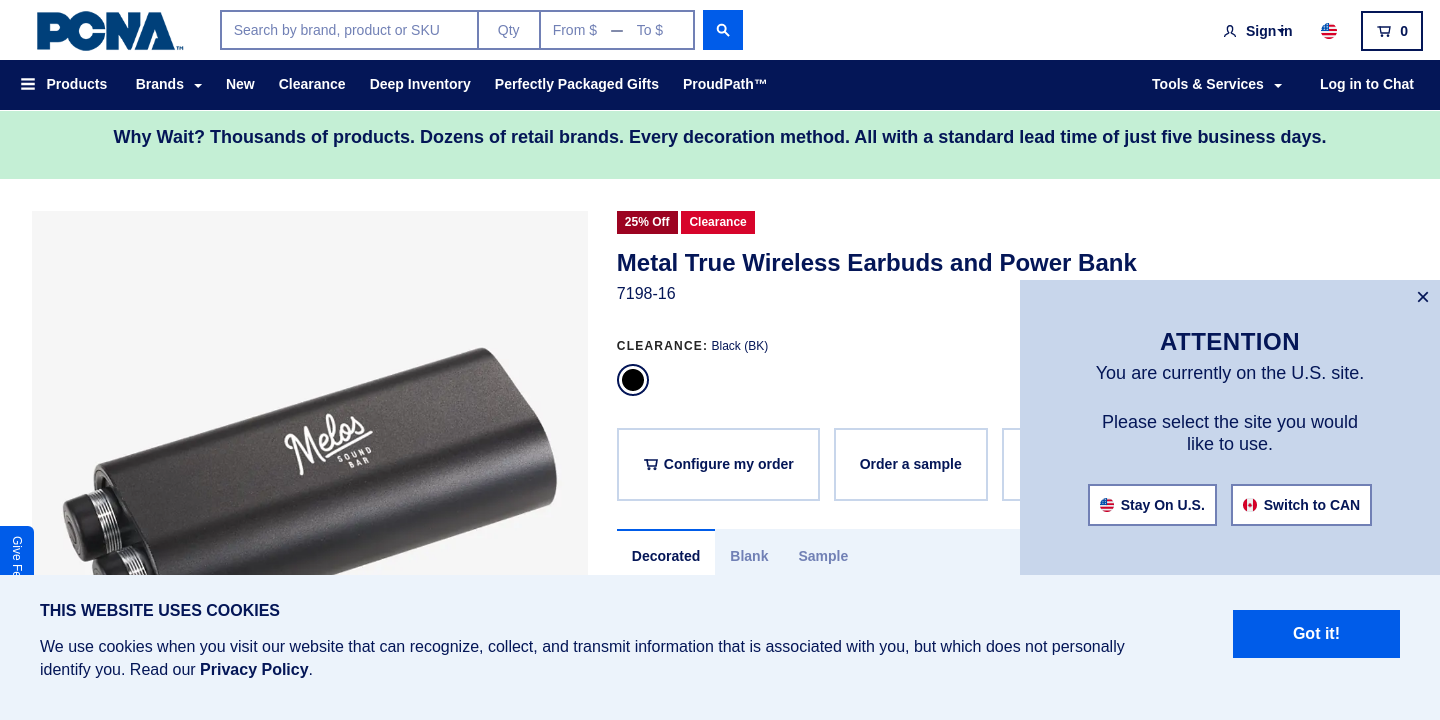 PCNA™
Search by brand, product or SKU
Qty
From $ — To $
Sign in
0
Products
Brands
New
Clearance
Deep Inventory
Perfectly Packaged Gifts
ProudPath™
Tools & Services
Log in to Chat
Why Wait? Thousands of products. Dozens of retail brands. Every decoration method. All with a standard lead time of just five business days.
25% Off
Clearance
Metal True Wireless Earbuds and Power Bank
7198-16
CLEARANCE: Black (BK)
Melos
SOUND
BAR
Configure my order
Order a sample
Decorated
Blank
Sample
×
ATTENTION
You are currently on the U.S. site.
Please select the site you would
like to use.
Stay On U.S.
Switch to CAN
Give Fe
THIS WEBSITE USES COOKIES
We use cookies when you visit our website that can recognize, collect, and transmit information that is associated with you, but which does not personally
identify you. Read our Privacy Policy.
Got it!